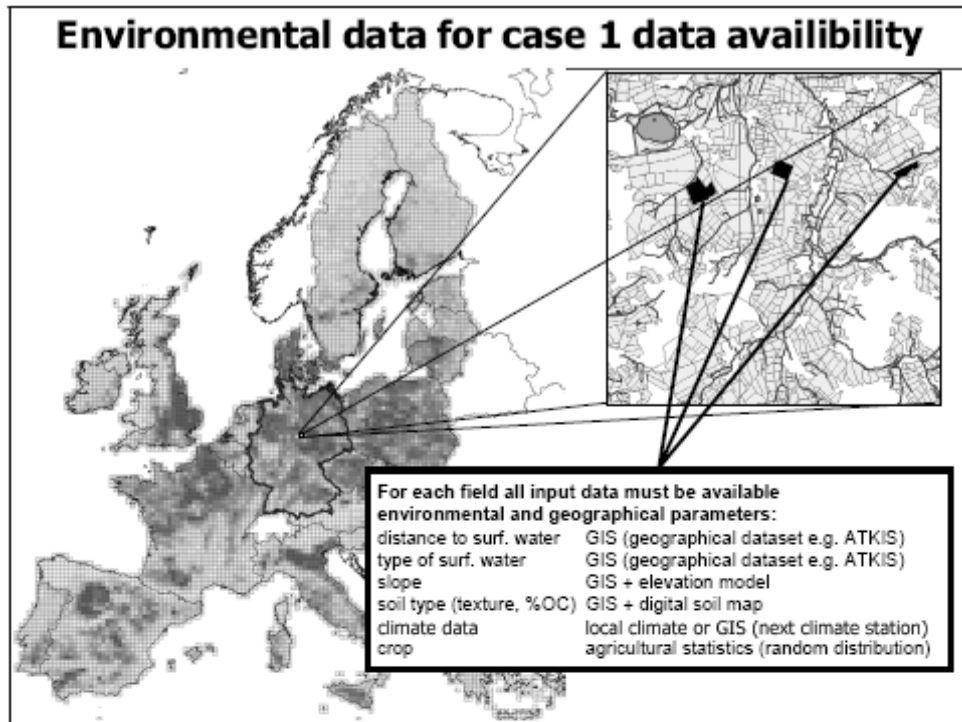 Environmental data for case 1 data availibility
For each field all input data must be available
environmental and geographical parameters:
distance to surf. water GIS (geographical dataset e.g. ATKIS)
type of surf. water GIS (geographical dataset e.g. ATKIS)
slope GIS + elevation model
soil type (texture, %OC) GIS + digital soil map
climate data local climate or GIS (next climate station)
crop agricultural statistics (random distribution)